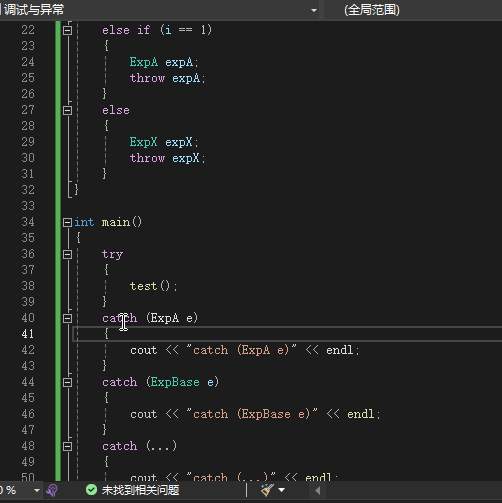 调试与异常 (全局范围)
22 else if (i == 1)
23 {
24 ExpA expA;
25 throw expA;
26 }
27 else
28 {
29 ExpX expX;
30 throw expX;
31 }
32 }
33
34 int main()
35 {
36 try
37 {
38 test();
39 }
40 catch (ExpA e)
41 {
42 cout << "catch (ExpA e)" << endl;
43 }
44 catch (ExpBase e)
45 {
46 cout << "catch (ExpBase e)" << endl;
47 }
48 catch (...)
49 {
50 cout << "catch (...)" << endl;
0 % 未找到相关问题